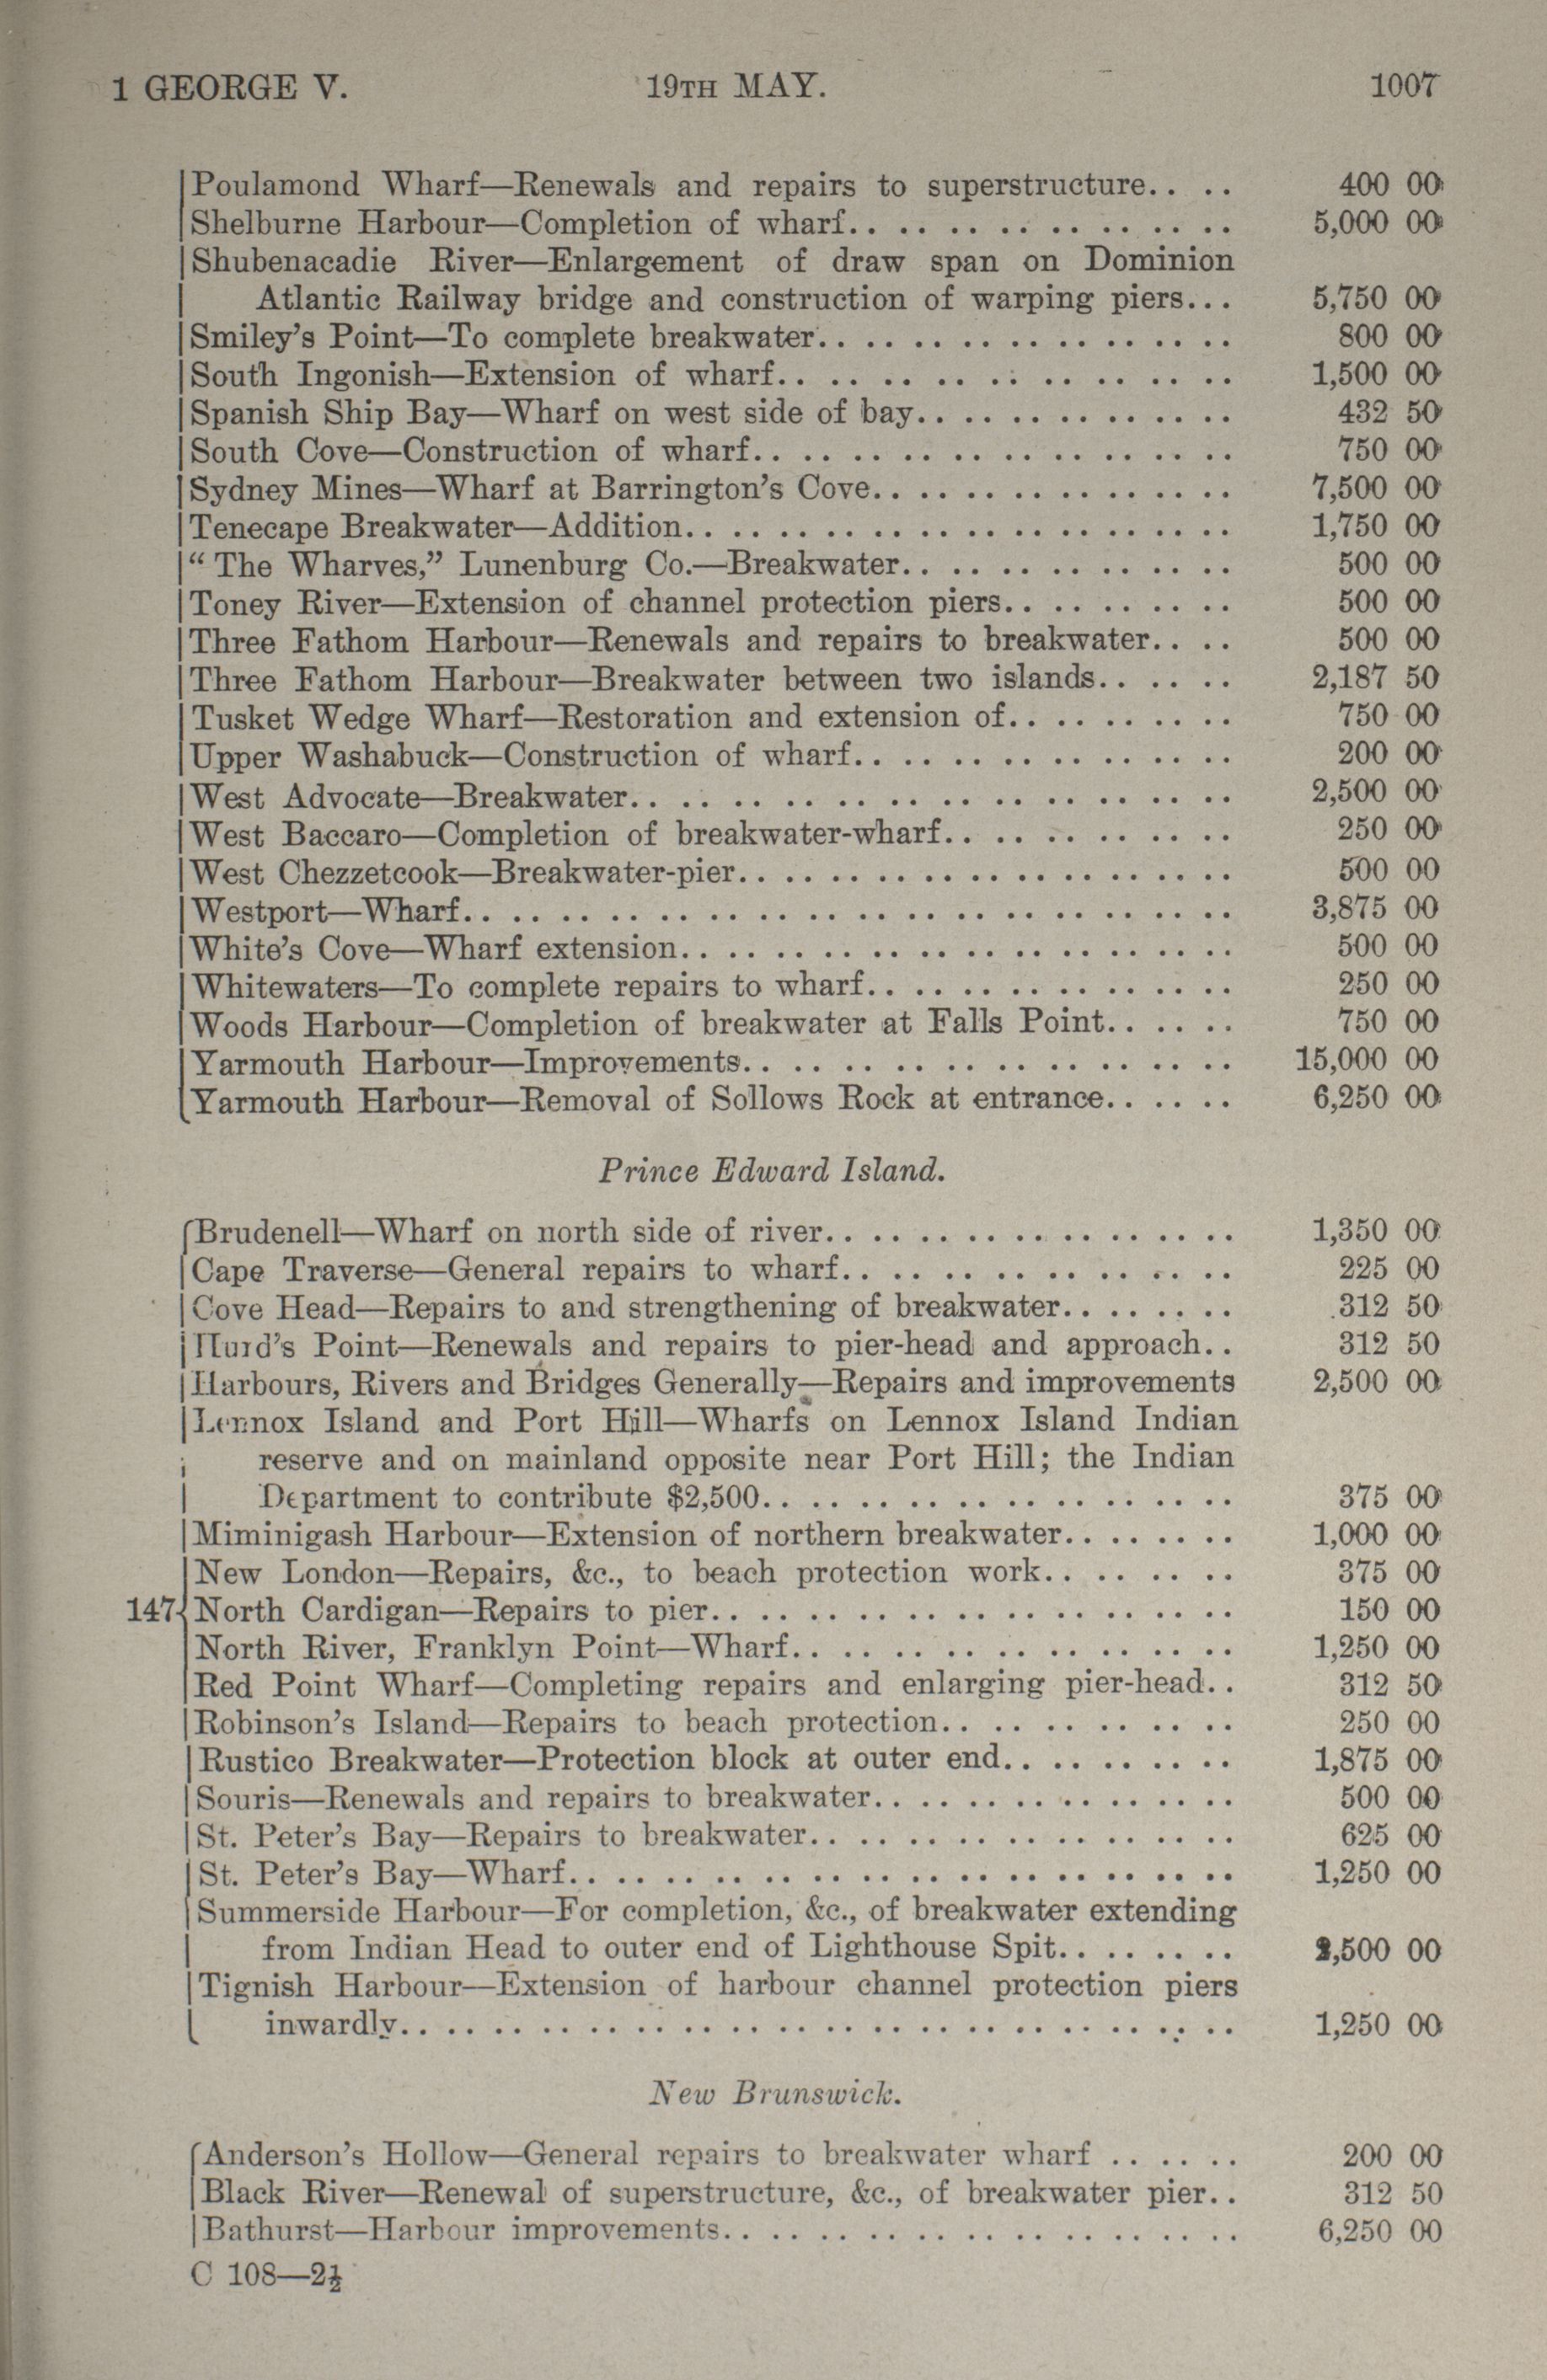 1 GEORGE V. 19TH MAY. 1007
Poulamond Wharf—Renewals and repairs to superstructure.. .. 400 00
Shelburne Harbour—Completion of wharf.. .. .. .. .. .. .. .. 5,000 00
Shubenacadie River—Enlargement of draw span on Dominion
Atlantic Railway bridge and construction of warping piers... 5,750 00
Smiley's Point—To complete breakwater.. .. .. .. .. .. .. .. .. 800 00
South Ingonish—Extension of wharf.. .. .. .. .. .. .. .. .. .. 1,500 00
Spanish Ship Bay—Wharf on west side of bay.. .. .. .. .. .. .. 432 50
South Cove—Construction of wharf.. .. .. .. .. .. .. .. .. .. 750 00
Sydney Mines—Wharf at Barrington's Cove.. .. .. .. .. .. .. .. 7,500 00
Tenecape Breakwater—Addition.. .. .. .. .. .. .. .. .. .. .. .. 1,750 00
"The Wharves," Lunenburg Co.—Breakwater.. .. .. .. .. .. .. 500 00
Toney River—Extension of channel protection piers.. .. .. .. .. 500 00
Three Fathom Harbour—Renewals and repairs to breakwater.. .. 500 00
Three Fathom Harbour—Breakwater between two islands.. .. .. 2,187 50
Tusket Wedge Wharf—Restoration and extension of.. .. .. .. .. 750 00
Upper Washabuck—Construction of wharf.. .. .. .. .. .. .. .. 200 00
West Advocate—Breakwater.. .. .. .. .. .. .. .. .. .. .. .. 2,500 00
West Baccaro—Completion of breakwater-wharf.. .. .. .. .. .. 250 00
West Chezzetcook—Breakwater-pier.. .. .. .. .. .. .. .. .. .. 500 00
Westport—Wharf.. .. .. .. .. .. .. .. .. .. .. .. .. .. .. .. 3,875 00
White's Cove—Wharf extension.. .. .. .. .. .. .. .. .. .. .. .. 500 00
Whitewaters—To complete repairs to wharf.. .. .. .. .. .. .. .. 250 00
Woods Harbour—Completion of breakwater at Falls Point.. .. .. 750 00
Yarmouth Harbour—Improvements.. .. .. .. .. .. .. .. .. .. 15,000 00
Yarmouth Harbour—Removal of Sollows Rock at entrance.. .. .. 6,250 00
Prince Edward Island.
Brudenell—Wharf on north side of river.. .. .. .. .. .. .. .. .. 1,350 00
Cape Traverse—General repairs to wharf.. .. .. .. .. .. .. .. 225 00
Cove Head—Repairs to and strengthening of breakwater.. .. .. .. 312 50
Hurd's Point—Renewals and repairs to pier-head and approach.. 312 50
Harbours, Rivers and Bridges Generally—Repairs and improvements 2,500 00
Lennox Island and Port Hill—Wharfs on Lennox Island Indian
reserve and on mainland opposite near Port Hill; the Indian
Department to contribute $2,500.. .. .. .. .. .. .. .. .. .. 375 00
Miminigash Harbour—Extension of northern breakwater.. .. .. .. 1,000 00
New London—Repairs, &c., to beach protection work.. .. .. .. 375 00
147 North Cardigan—Repairs to pier.. .. .. .. .. .. .. .. .. .. .. 150 00
North River, Franklyn Point—Wharf.. .. .. .. .. .. .. .. .. 1,250 00
Red Point Wharf—Completing repairs and enlarging pier-head.. 312 50
Robinson's Island—Repairs to beach protection.. .. .. .. .. .. 250 00
Rustico Breakwater—Protection block at outer end.. .. .. .. .. 1,875 00
Souris—Renewals and repairs to breakwater.. .. .. .. .. .. .. .. 500 00
St. Peter's Bay—Repairs to breakwater.. .. .. .. .. .. .. .. .. 625 00
St. Peter's Bay—Wharf.. .. .. .. .. .. .. .. .. .. .. .. .. .. 1,250 00
Summerside Harbour—For completion, &c., of breakwater extending
from Indian Head to outer end of Lighthouse Spit.. .. .. .. ,500 00
Tignish Harbour—Extension of harbour channel protection piers
inwardly.. .. .. .. .. .. .. .. .. .. .. .. .. .. .. .. .. .. 1,250 00
New Brunswick.
Anderson's Hollow—General repairs to breakwater wharf .. .. .. 200 00
Black River—Renewal of superstructure, &c., of breakwater pier.. 312 50
Bathurst—Harbour improvements.. .. .. .. .. .. .. .. .. .. .. 6,250 00
C 108—2½